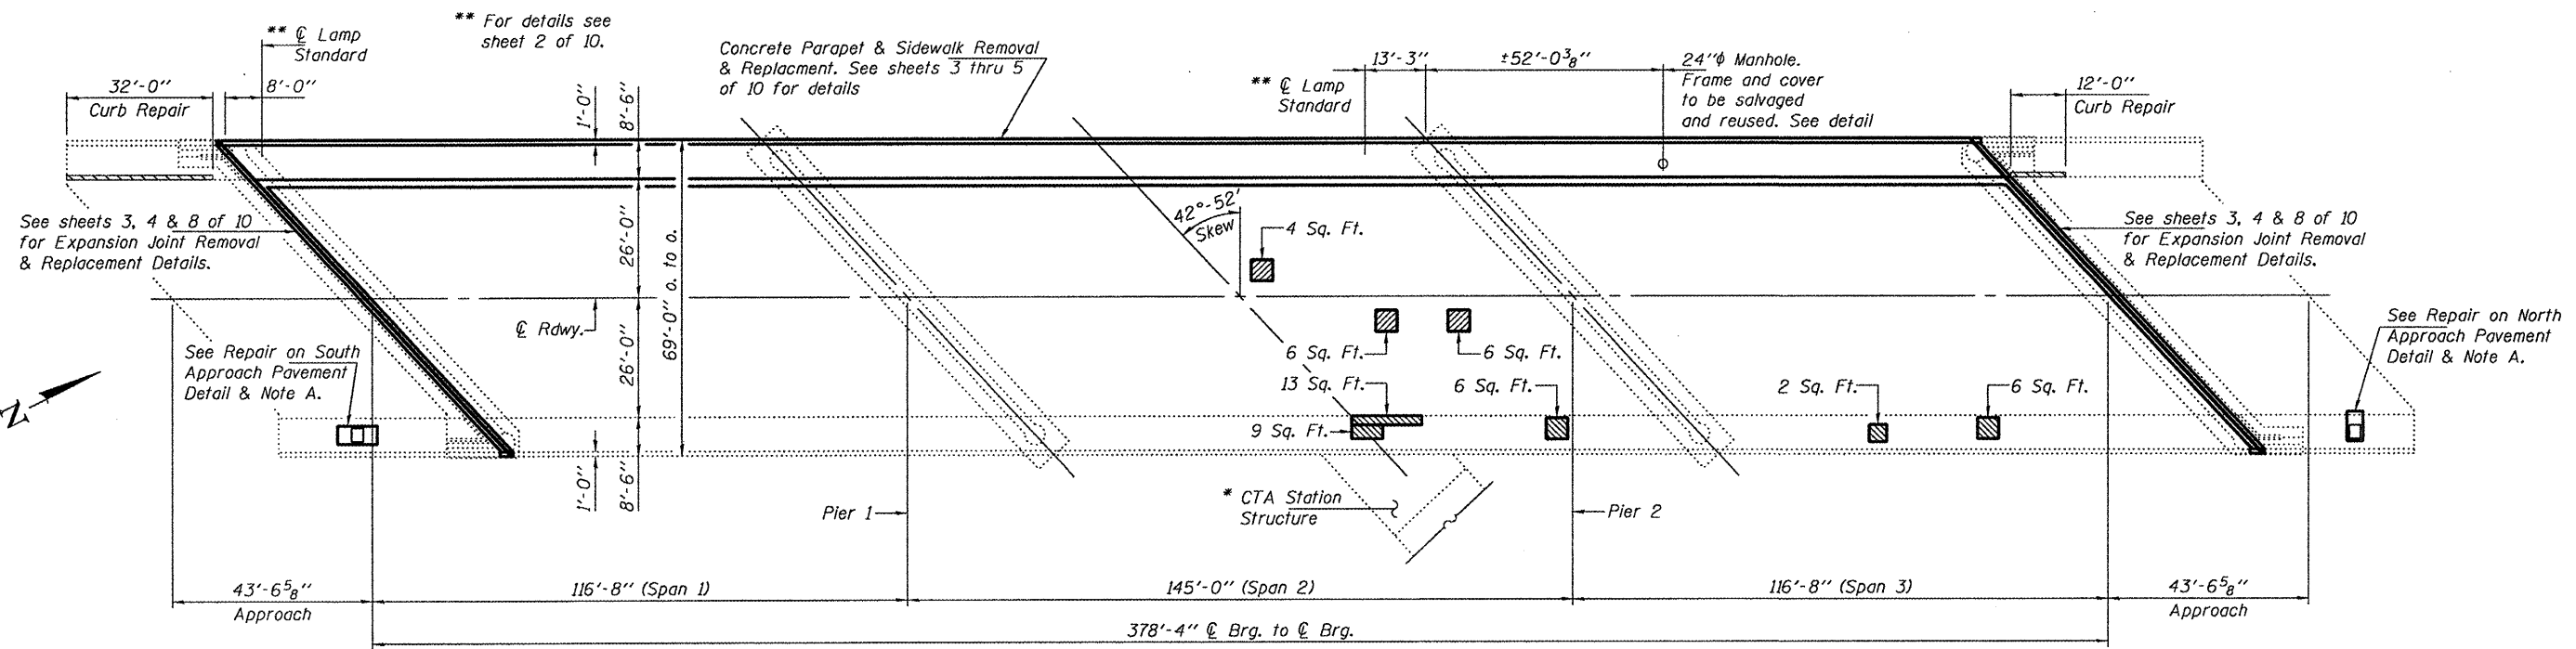 ** For details see
sheet 2 of 10.
** ℄ Lamp
Standard
Concrete Parapet & Sidewalk Removal
& Replacment. See sheets 3 thru 5
of 10 for details
13'-3"
±52'-0 3/8"
24"ϕ Manhole.
Frame and cover
to be salvaged
and reused. See detail
** ℄ Lamp
Standard
32'-0"
Curb Repair
8'-0"
1'-0"
8'-6"
12'-0"
Curb Repair
See sheets 3, 4 & 8 of 10
for Expansion Joint Removal
& Replacement Details.
26'-0"
69'-0" o. to o.
42°-52'
Skew
4 Sq. Ft.
See sheets 3, 4 & 8 of 10
for Expansion Joint Removal
& Replacement Details.
℄ Rdwy.
See Repair on South
Approach Pavement
Detail & Note A.
26'-0"
6 Sq. Ft.
6 Sq. Ft.
See Repair on North
Approach Pavement
Detail & Note A.
13 Sq. Ft.
6 Sq. Ft.
2 Sq. Ft.
6 Sq. Ft.
9 Sq. Ft.
N
1'-0"
8'-6"
* CTA Station
Structure
Pier 1
Pier 2
43'-6 5/8"
Approach
116'-8" (Span 1)
145'-0" (Span 2)
116'-8" (Span 3)
43'-6 5/8"
Approach
378'-4" ℄ Brg. to ℄ Brg.